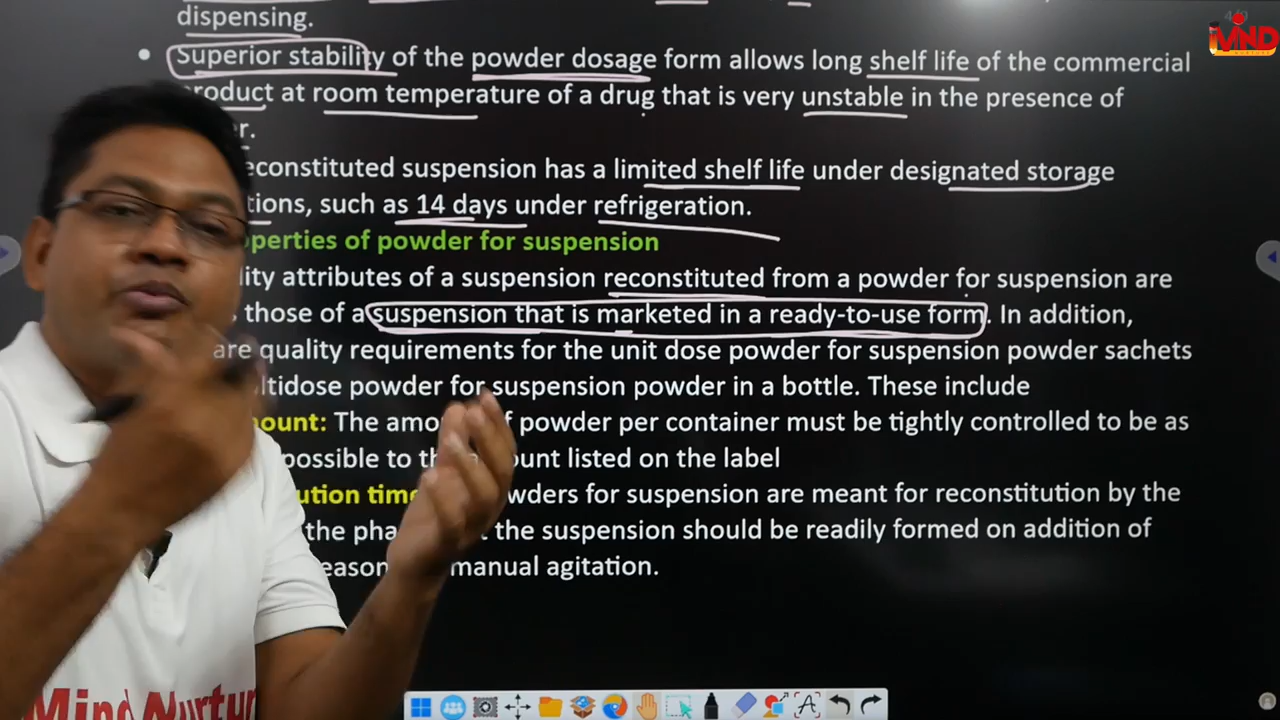 dispensing.
• Superior stability of the powder dosage form allows long shelf life of the commercial
product at room temperature of a drug that is very unstable in the presence of
er.
econstituted suspension has a limited shelf life under designated storage
tions, such as 14 days under refrigeration.
operties of powder for suspension
lity attributes of a suspension reconstituted from a powder for suspension are
those of a suspension that is marketed in a ready-to-use form. In addition,
are quality requirements for the unit dose powder for suspension powder sachets
ltidose powder for suspension powder in a bottle. These include
ount: The amo f powder per container must be tightly controlled to be as
possible to th ount listed on the label
ution time wders for suspension are meant for reconstitution by the
the pha the suspension should be readily formed on addition of
eason manual agitation.
MND
Mind Nurtur